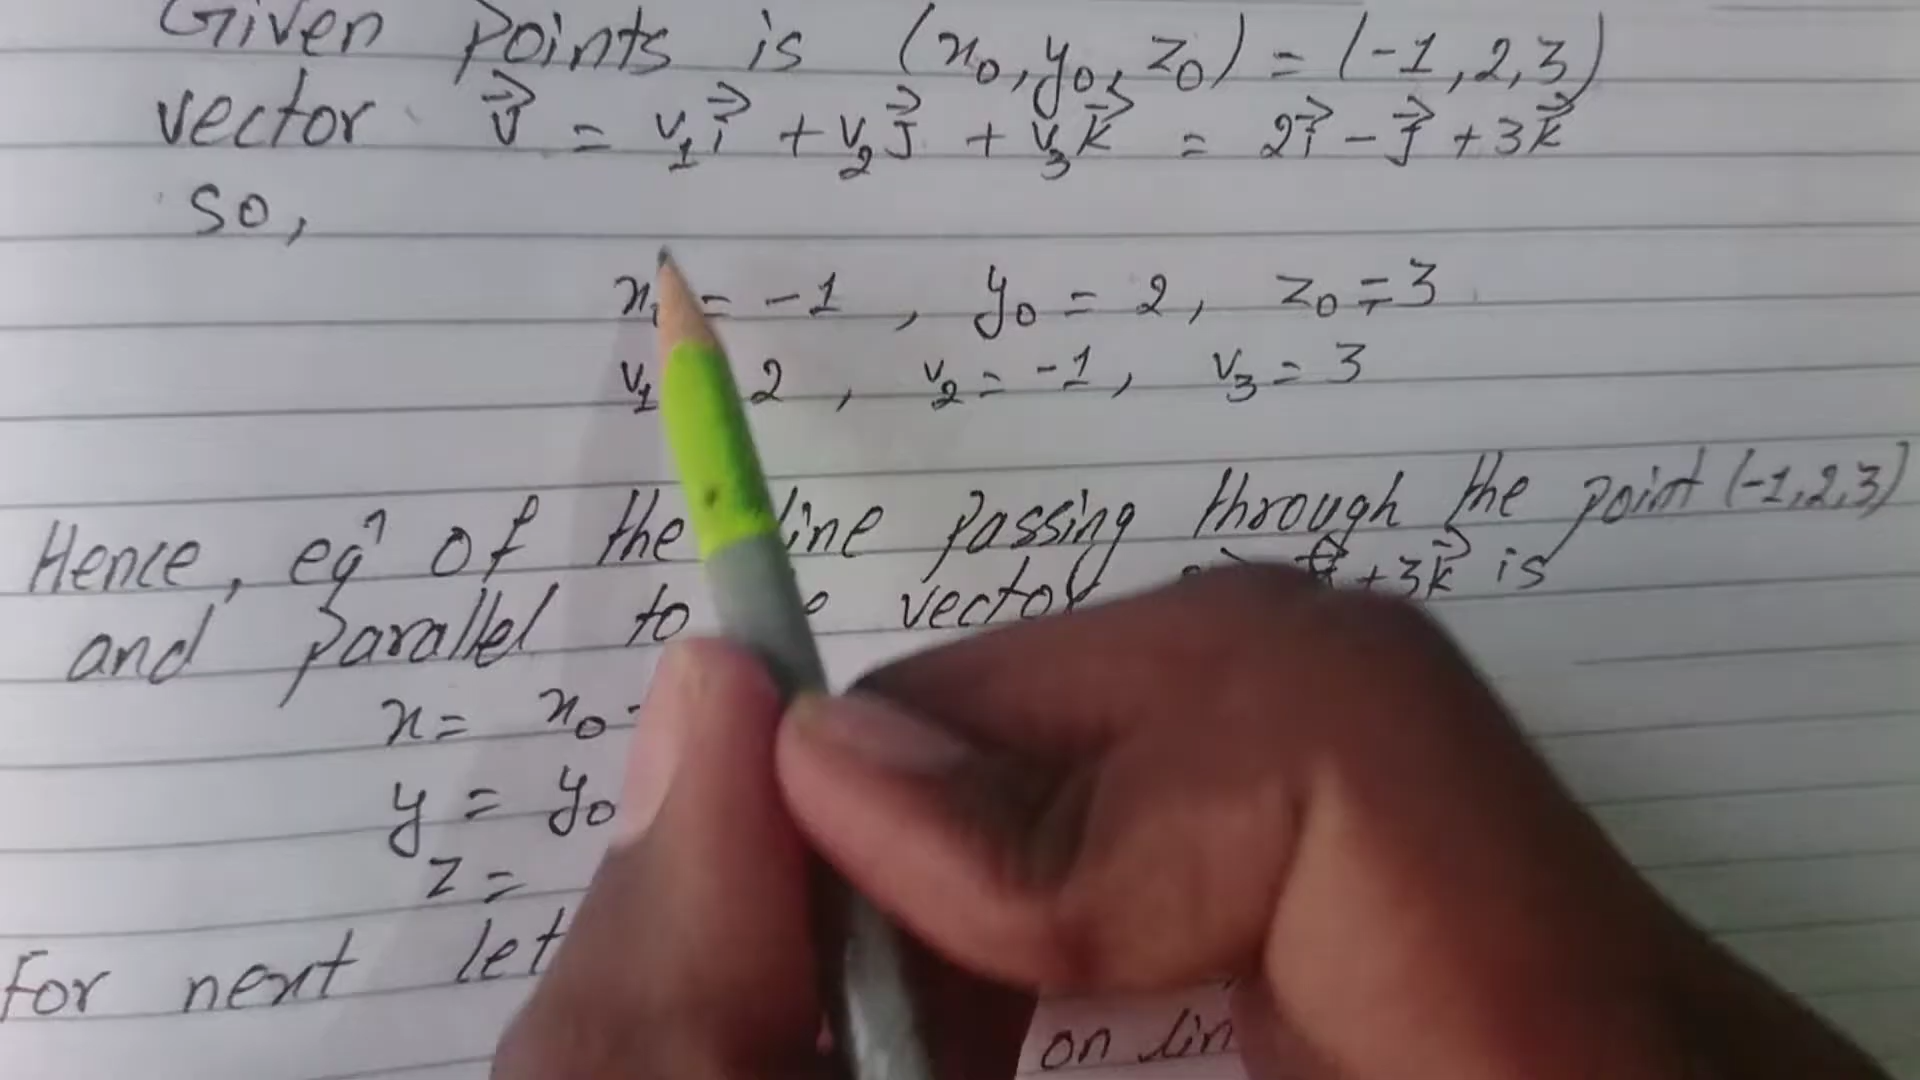 Given points is (x₀, y₀, z₀) = (-1, 2, 3)
vector v⃗ = v₁i⃗ + v₂j⃗ + v₃k⃗ = 2i⃗ - j⃗ + 3k⃗
so,
x = -1, y₀ = 2, z₀ = 3
v₁ 2, v₂ = -1, v₃ = 3
Hence, eqⁿ of the line passing through the point (-1,2,3)
and parallel to vector +3k⃗ is
x = x₀
y = y₀
z =
For next let
on